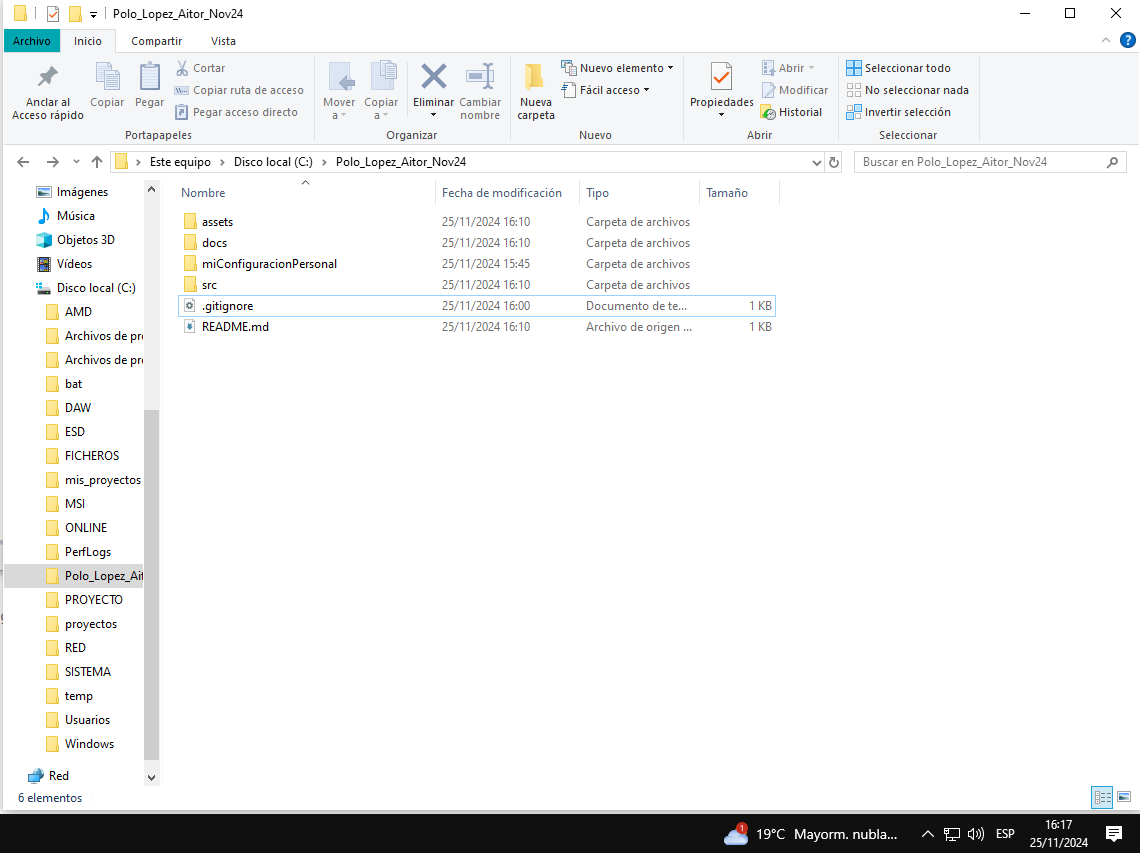 Polo_Lopez_Aitor_Nov24
Archivo Inicio Compartir Vista
Anclar al Acceso rápido
Copiar
Pegar
Cortar
Copiar ruta de acceso
Pegar acceso directo
Portapapeles
Mover a
Copiar a
Eliminar
Cambiar nombre
Organizar
Nueva carpeta
Nuevo elemento
Fácil acceso
Nuevo
Propiedades
Abrir
Modificar
Historial
Abrir
Seleccionar todo
No seleccionar nada
Invertir selección
Seleccionar
Este equipo > Disco local (C:) > Polo_Lopez_Aitor_Nov24
Buscar en Polo_Lopez_Aitor_Nov24
Imágenes
Música
Objetos 3D
Vídeos
Disco local (C:)
AMD
Archivos de pr
Archivos de pr
bat
DAW
ESD
FICHEROS
mis_proyectos
MSI
ONLINE
PerfLogs
Polo_Lopez_Ait
PROYECTO
proyectos
RED
SISTEMA
temp
Usuarios
Windows
Red
Nombre Fecha de modificación Tipo Tamaño
assets 25/11/2024 16:10 Carpeta de archivos
docs 25/11/2024 16:10 Carpeta de archivos
miConfiguracionPersonal 25/11/2024 15:45 Carpeta de archivos
src 25/11/2024 16:10 Carpeta de archivos
.gitignore 25/11/2024 16:00 Documento de te... 1 KB
README.md 25/11/2024 16:10 Archivo de origen ... 1 KB
6 elementos
1
19°C Mayorm. nubla...
ESP
16:17
25/11/2024